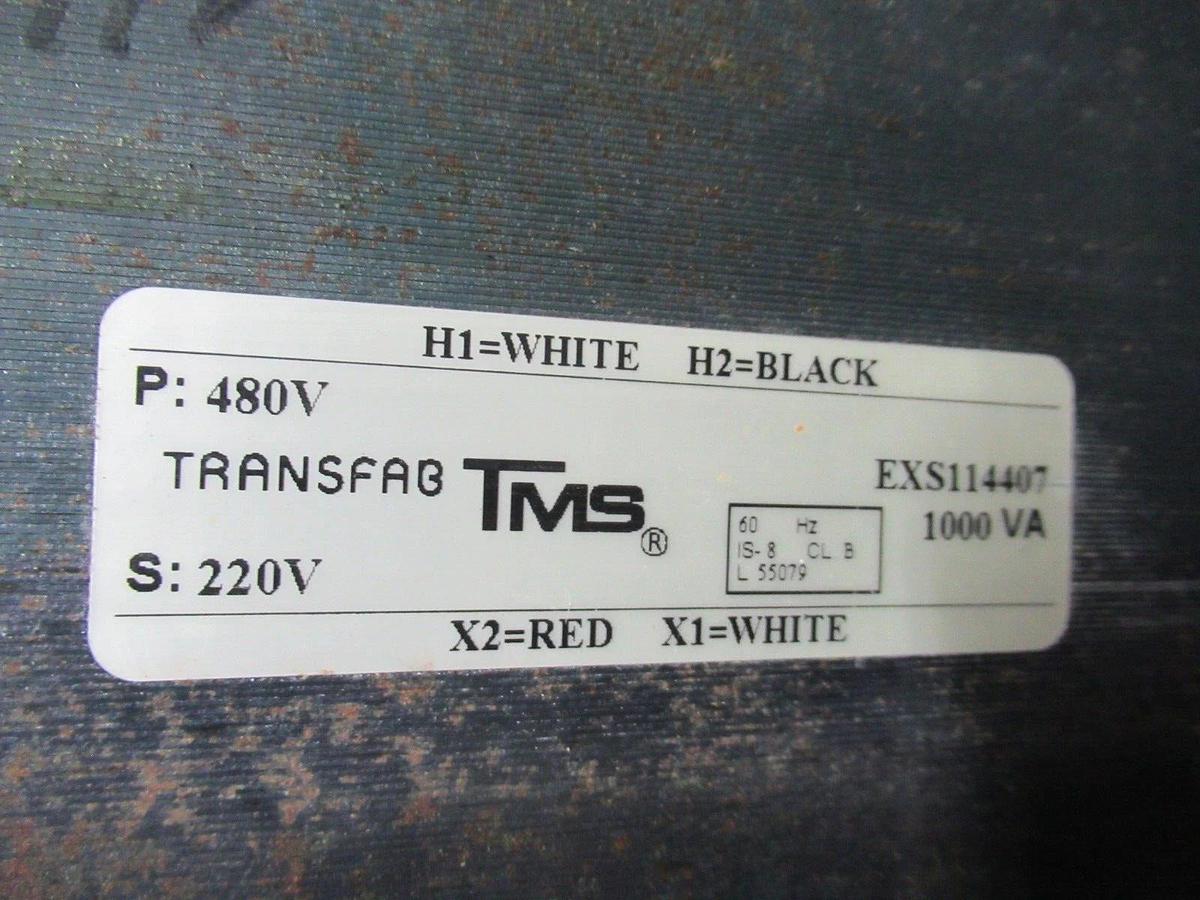 H1=WHITE H2=BLACK
P: 480V
TRANSFAB TMS®
EXS114407
1000 VA
60 Hz
IS-8 CL B
L 55079
S: 220V
X2=RED X1=WHITE